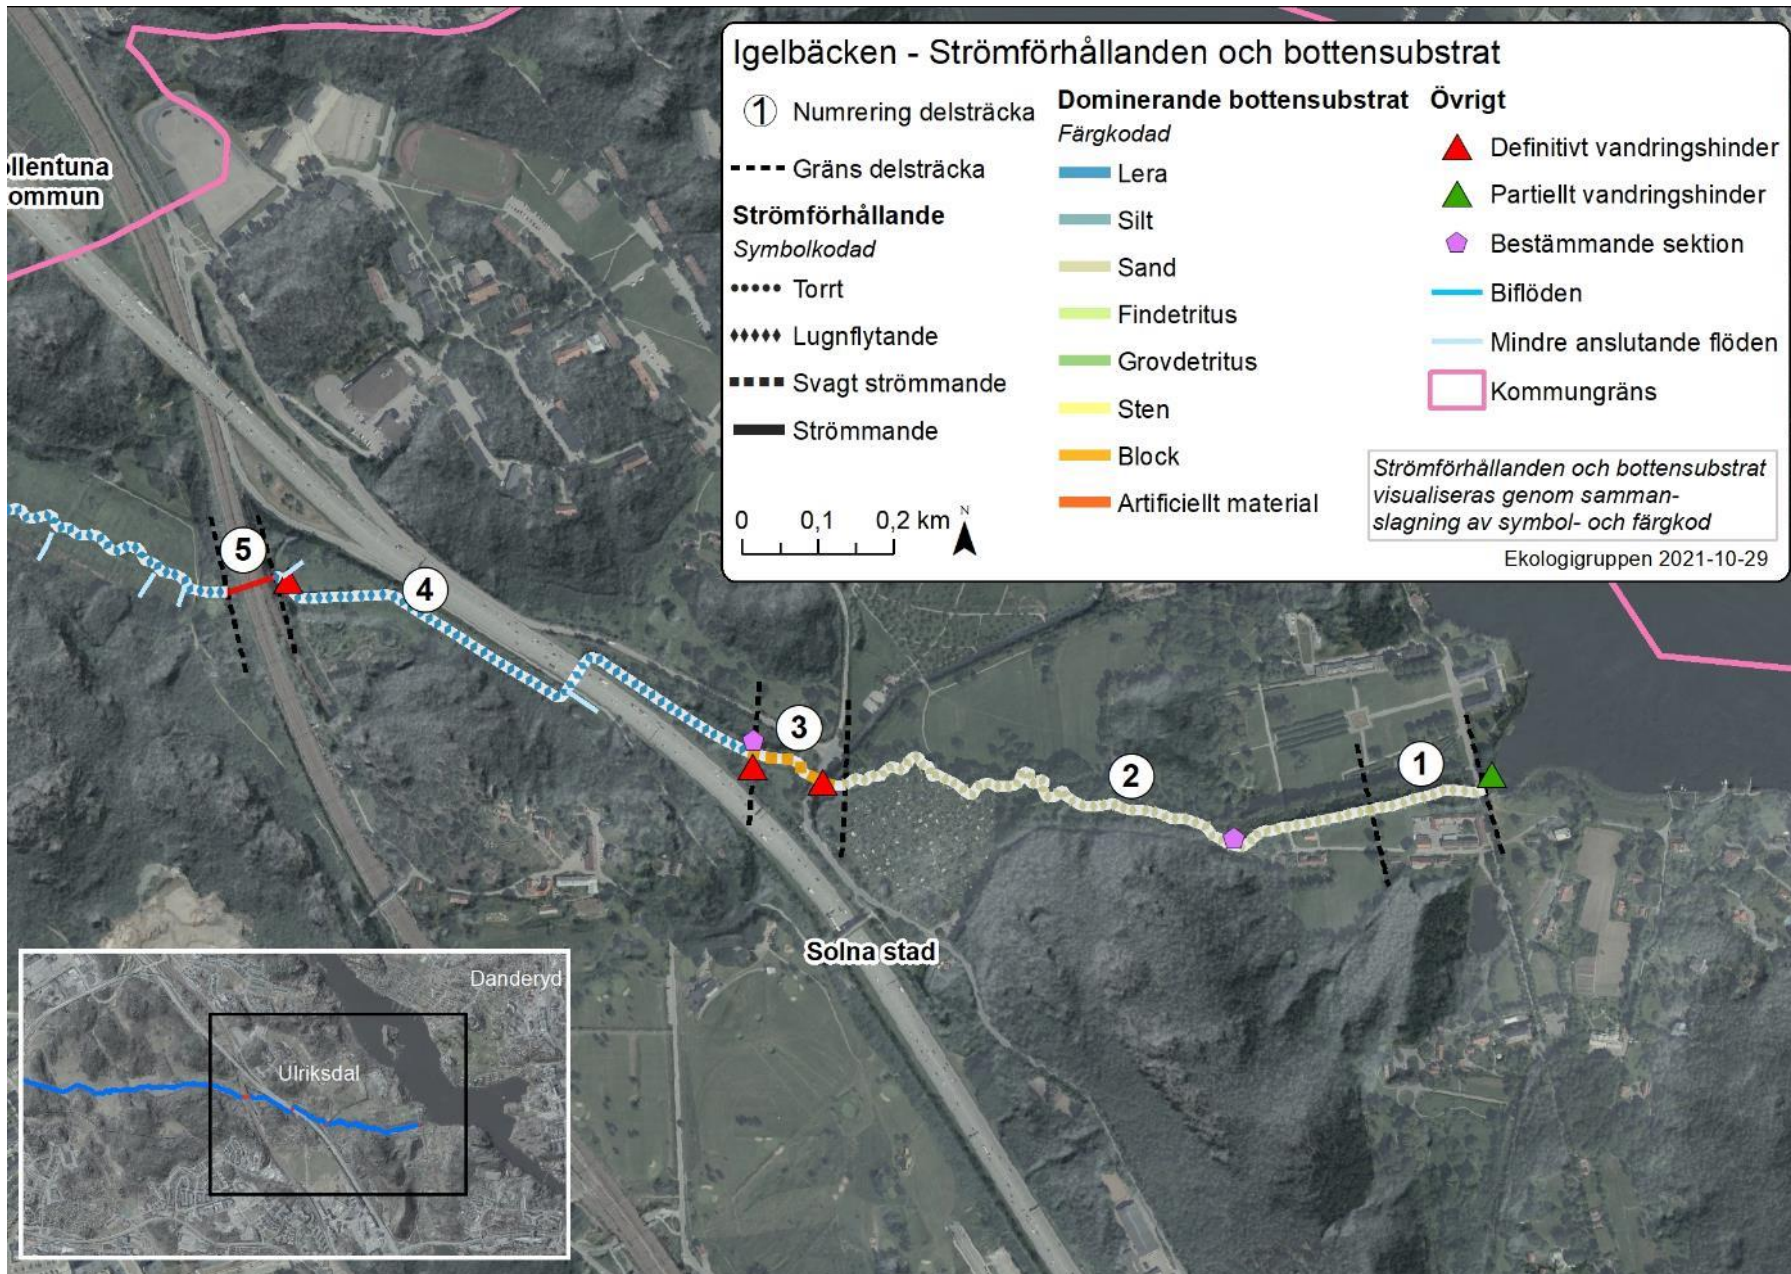 Igelbäcken - Strömförhållanden och bottensubstrat
1 Numrering delsträcka
Gräns delsträcka
Strömförhållande
Symbolkodad
Torrt
Lugnflytande
Svagt strömmande
Strömmande
0 0,1 0,2 km
N
Dominerande bottensubstrat
Färgkodad
Lera
Silt
Sand
Findetritus
Grovdetritus
Sten
Block
Artificiellt material
Övrigt
Definitivt vandringshinder
Partiellt vandringshinder
Bestämmande sektion
Biflöden
Mindre anslutande flöden
Kommungräns
Strömförhållanden och bottensubstrat
visualiseras genom samman-
slagning av symbol- och färgkod
Ekologigruppen 2021-10-29
ollentuna
ommun
5
4
3
2
1
Solna stad
Danderyd
Ulriksdal